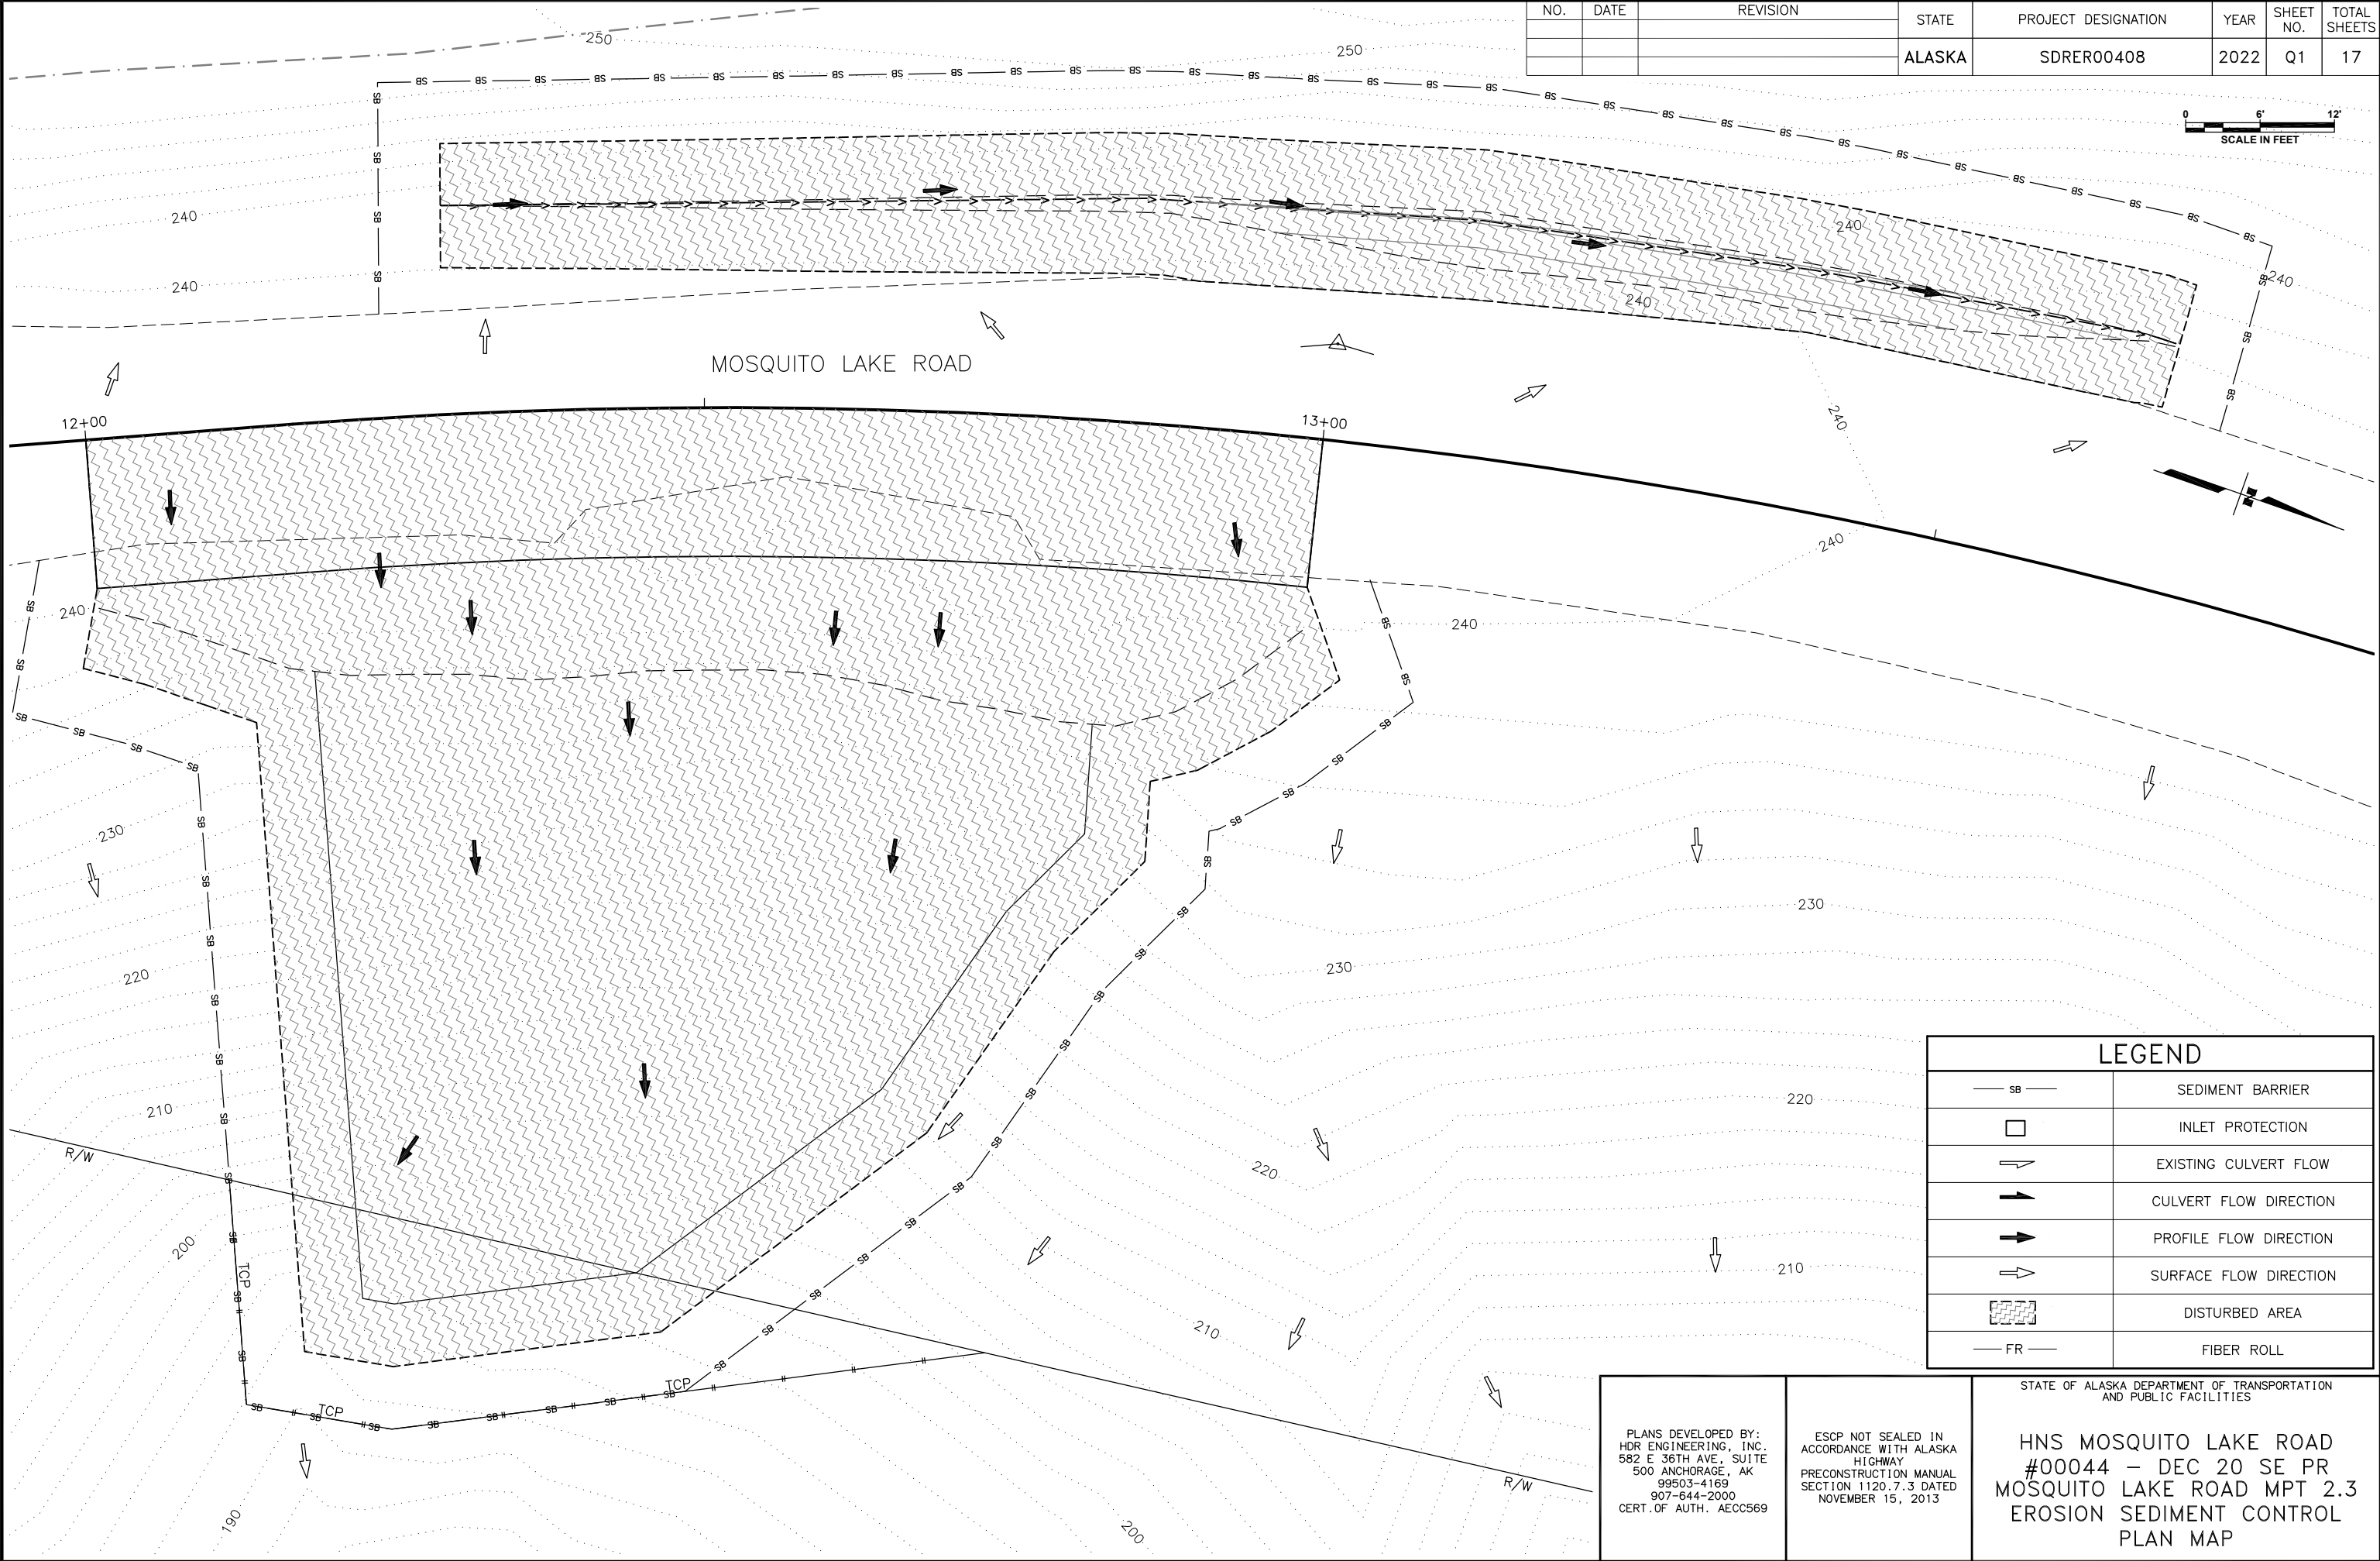 NO. DATE REVISION STATE PROJECT DESIGNATION YEAR SHEET NO. TOTAL SHEETS
ALASKA SDRER00408 2022 Q1 17
0 6' 12'
SCALE IN FEET
250
250
240
240
240
240
240
MOSQUITO LAKE ROAD
12+00
13+00
240
240
240
240
230
230
230
220
220
220
210
210
210
200
200
190
R/W
R/W
TCP
TCP
TCP
SB
LEGEND
SB SEDIMENT BARRIER
INLET PROTECTION
EXISTING CULVERT FLOW
CULVERT FLOW DIRECTION
PROFILE FLOW DIRECTION
SURFACE FLOW DIRECTION
DISTURBED AREA
FR FIBER ROLL
PLANS DEVELOPED BY:
HDR ENGINEERING, INC.
582 E 36TH AVE, SUITE
500 ANCHORAGE, AK
99503-4169
907-644-2000
CERT.OF AUTH. AECC569
ESCP NOT SEALED IN
ACCORDANCE WITH ALASKA
HIGHWAY
PRECONSTRUCTION MANUAL
SECTION 1120.7.3 DATED
NOVEMBER 15, 2013
STATE OF ALASKA DEPARTMENT OF TRANSPORTATION
AND PUBLIC FACILITIES
HNS MOSQUITO LAKE ROAD
#00044 – DEC 20 SE PR
MOSQUITO LAKE ROAD MPT 2.3
EROSION SEDIMENT CONTROL
PLAN MAP